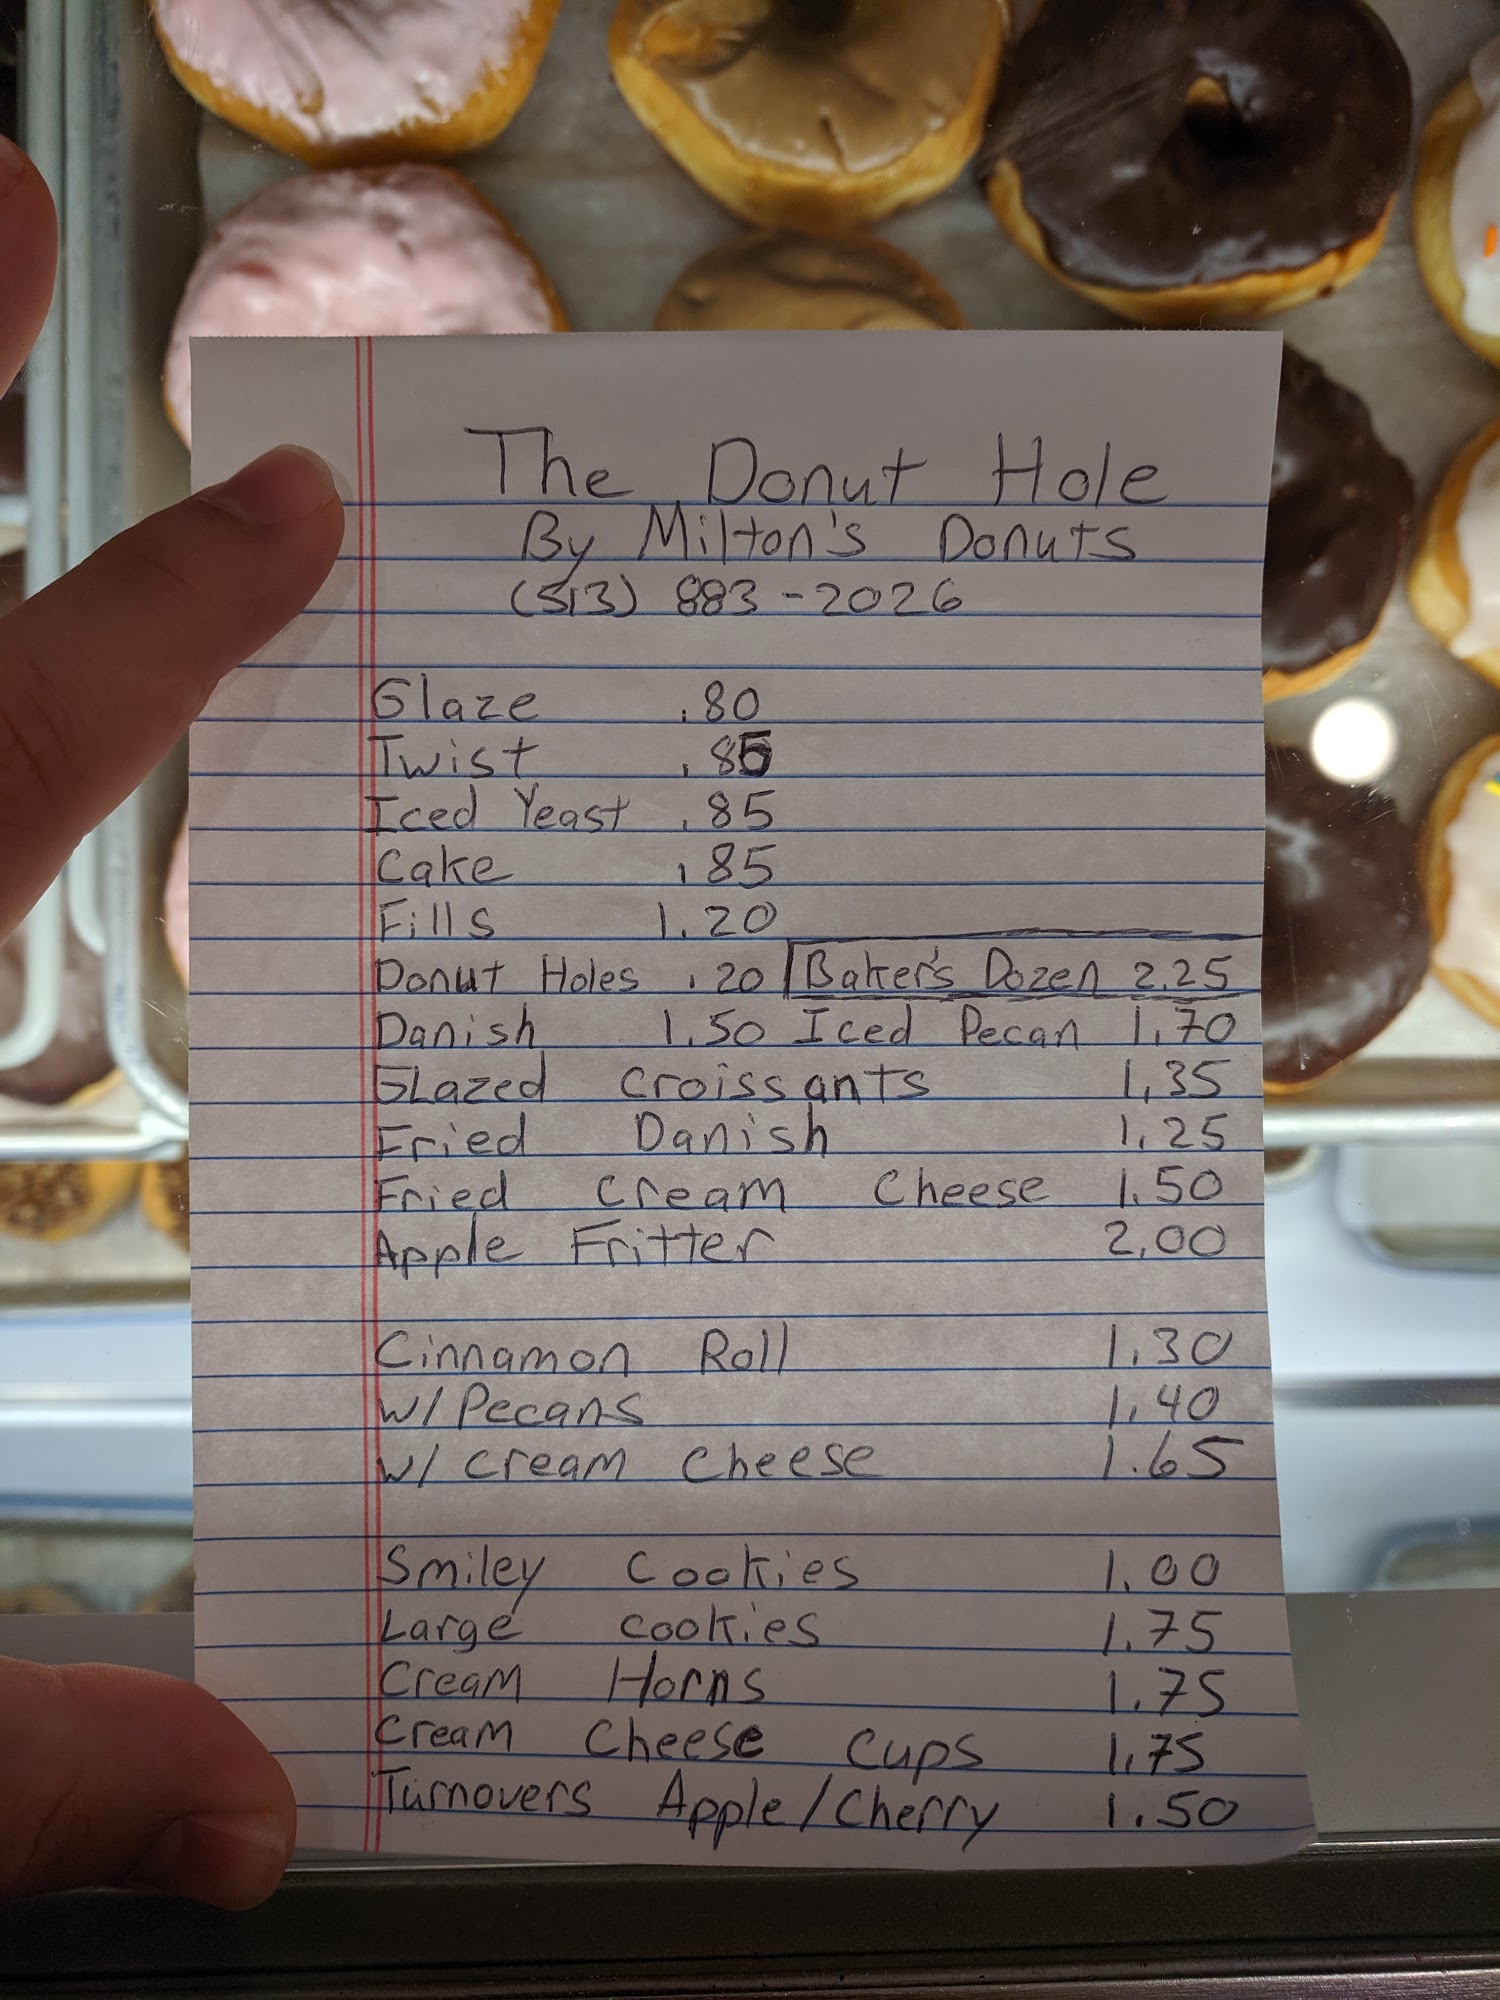 The Donut Hole
By Milton's Donuts
(513) 883-2026
Glaze .80
Twist .85
Iced Yeast .85
Cake .85
Fills 1.20
Donut Holes .20 Baker's Dozen 2.25
Danish 1.50 Iced Pecan 1.70
Glazed Croissants 1.35
Fried Danish 1.25
Fried Cream Cheese 1.50
Apple Fritter 2.00
Cinnamon Roll 1.30
w/ Pecans 1.40
w/ Cream Cheese 1.65
Smiley Cookies 1.00
Large Cookies 1.75
Cream Horns 1.75
Cream Cheese Cups 1.75
Turnovers Apple/Cherry 1.50